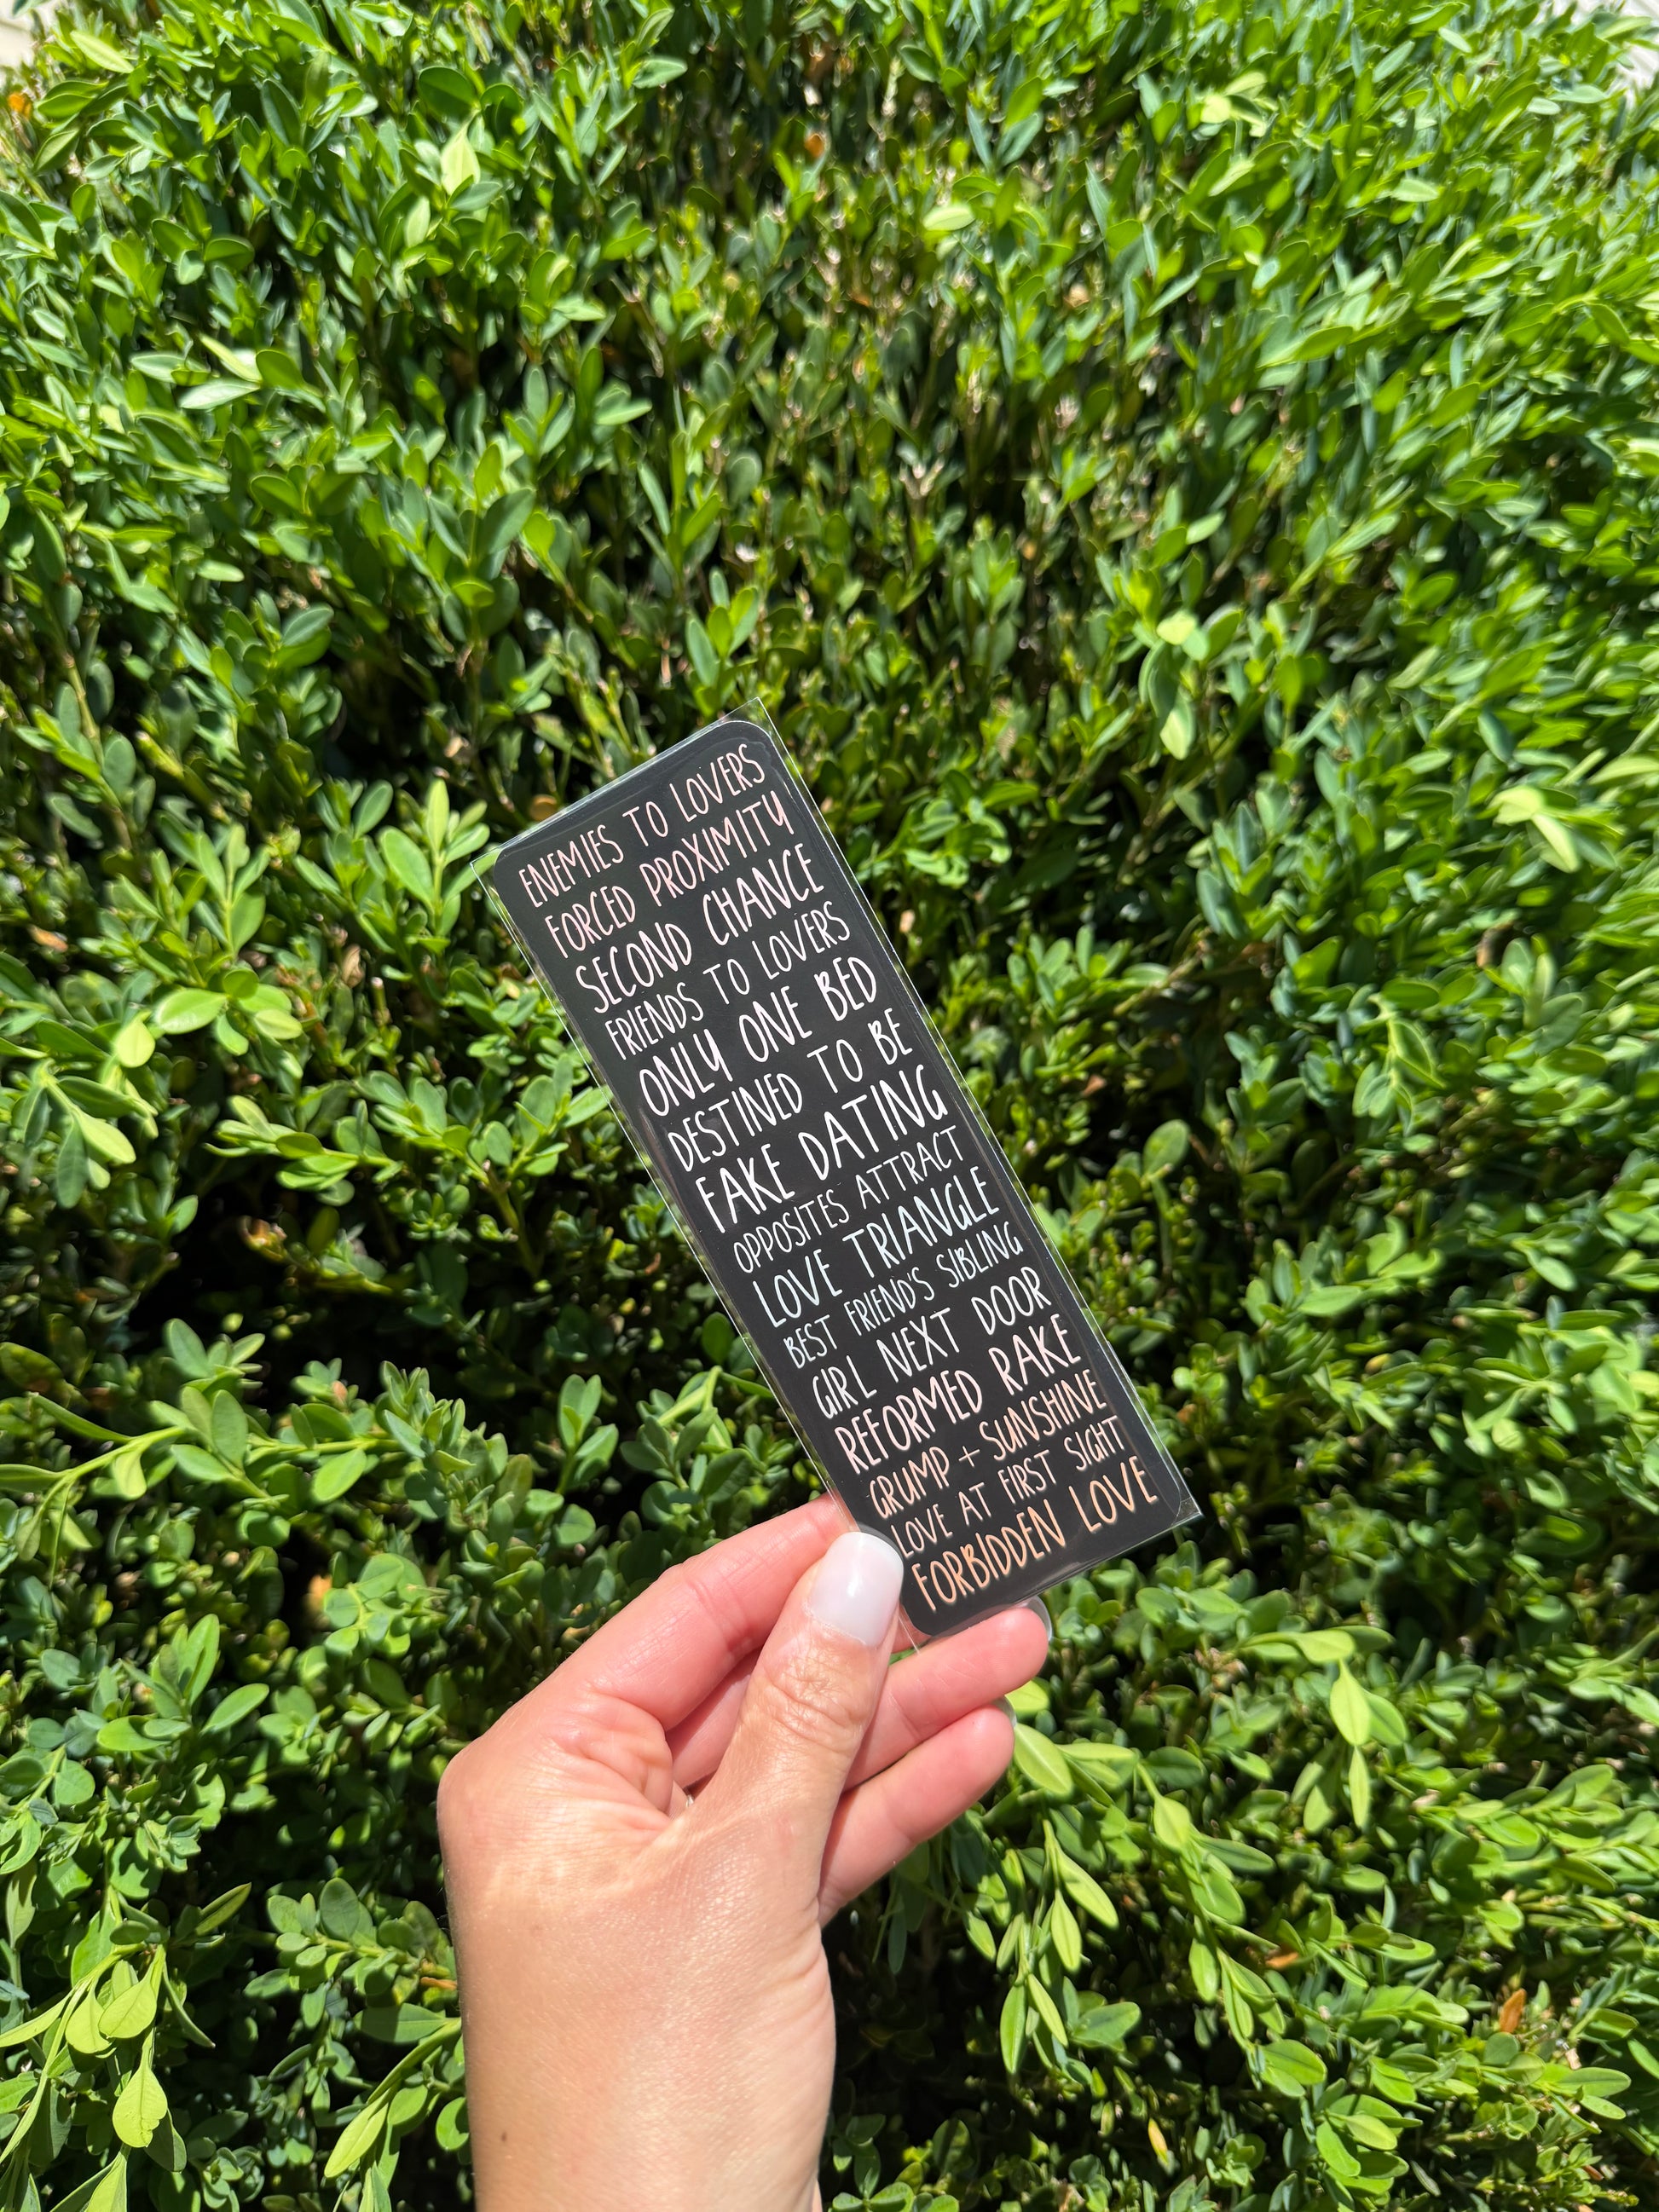 ENEMIES TO LOVERS
FORCED PROXIMITY
SECOND CHANCE
FRIENDS TO LOVERS
ONLY ONE BED
DESTINED TO BE
FAKE DATING
OPPOSITES ATTRACT
LOVE TRIANGLE
BEST FRIEND'S SIBLING
GIRL NEXT DOOR
REFORMED RAKE
GRUMP + SUNSHINE
LOVE AT FIRST SIGHT
FORBIDDEN LOVE